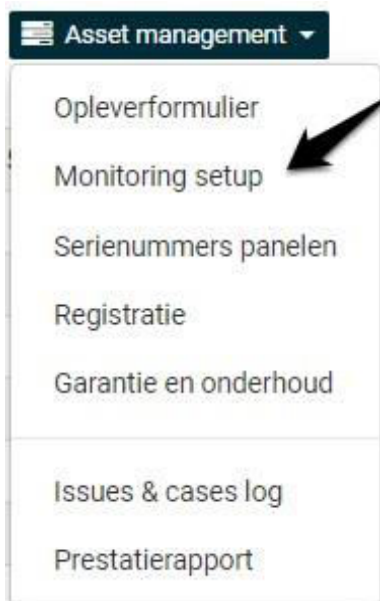 Asset management
Opleverformulier
Monitoring setup
Serienummers panelen
Registratie
Garantie en onderhoud
Issues & cases log
Prestatierapport